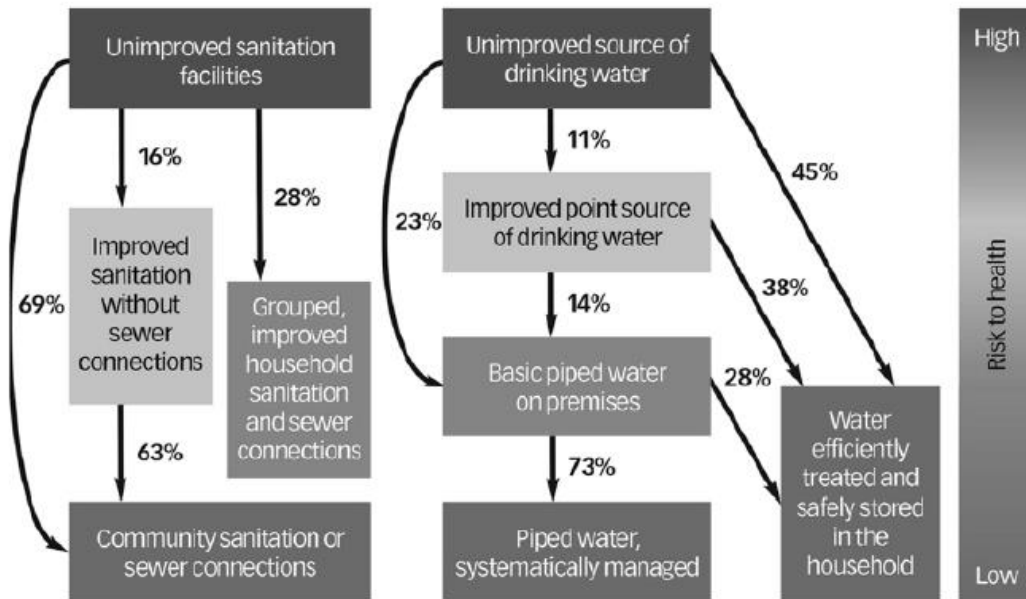 Unimproved sanitation
facilities
16%
28%
69%
Improved
sanitation
without
sewer
connections
Grouped,
improved
household
sanitation
and sewer
connections
63%
Community sanitation or
sewer connections
Unimproved source of
drinking water
11%
45%
23%
Improved point source
of drinking water
38%
14%
Basic piped water
on premises
28%
73%
Piped water,
systematically managed
Water
efficiently
treated and
safely stored
in the
household
High
Risk to health
Low